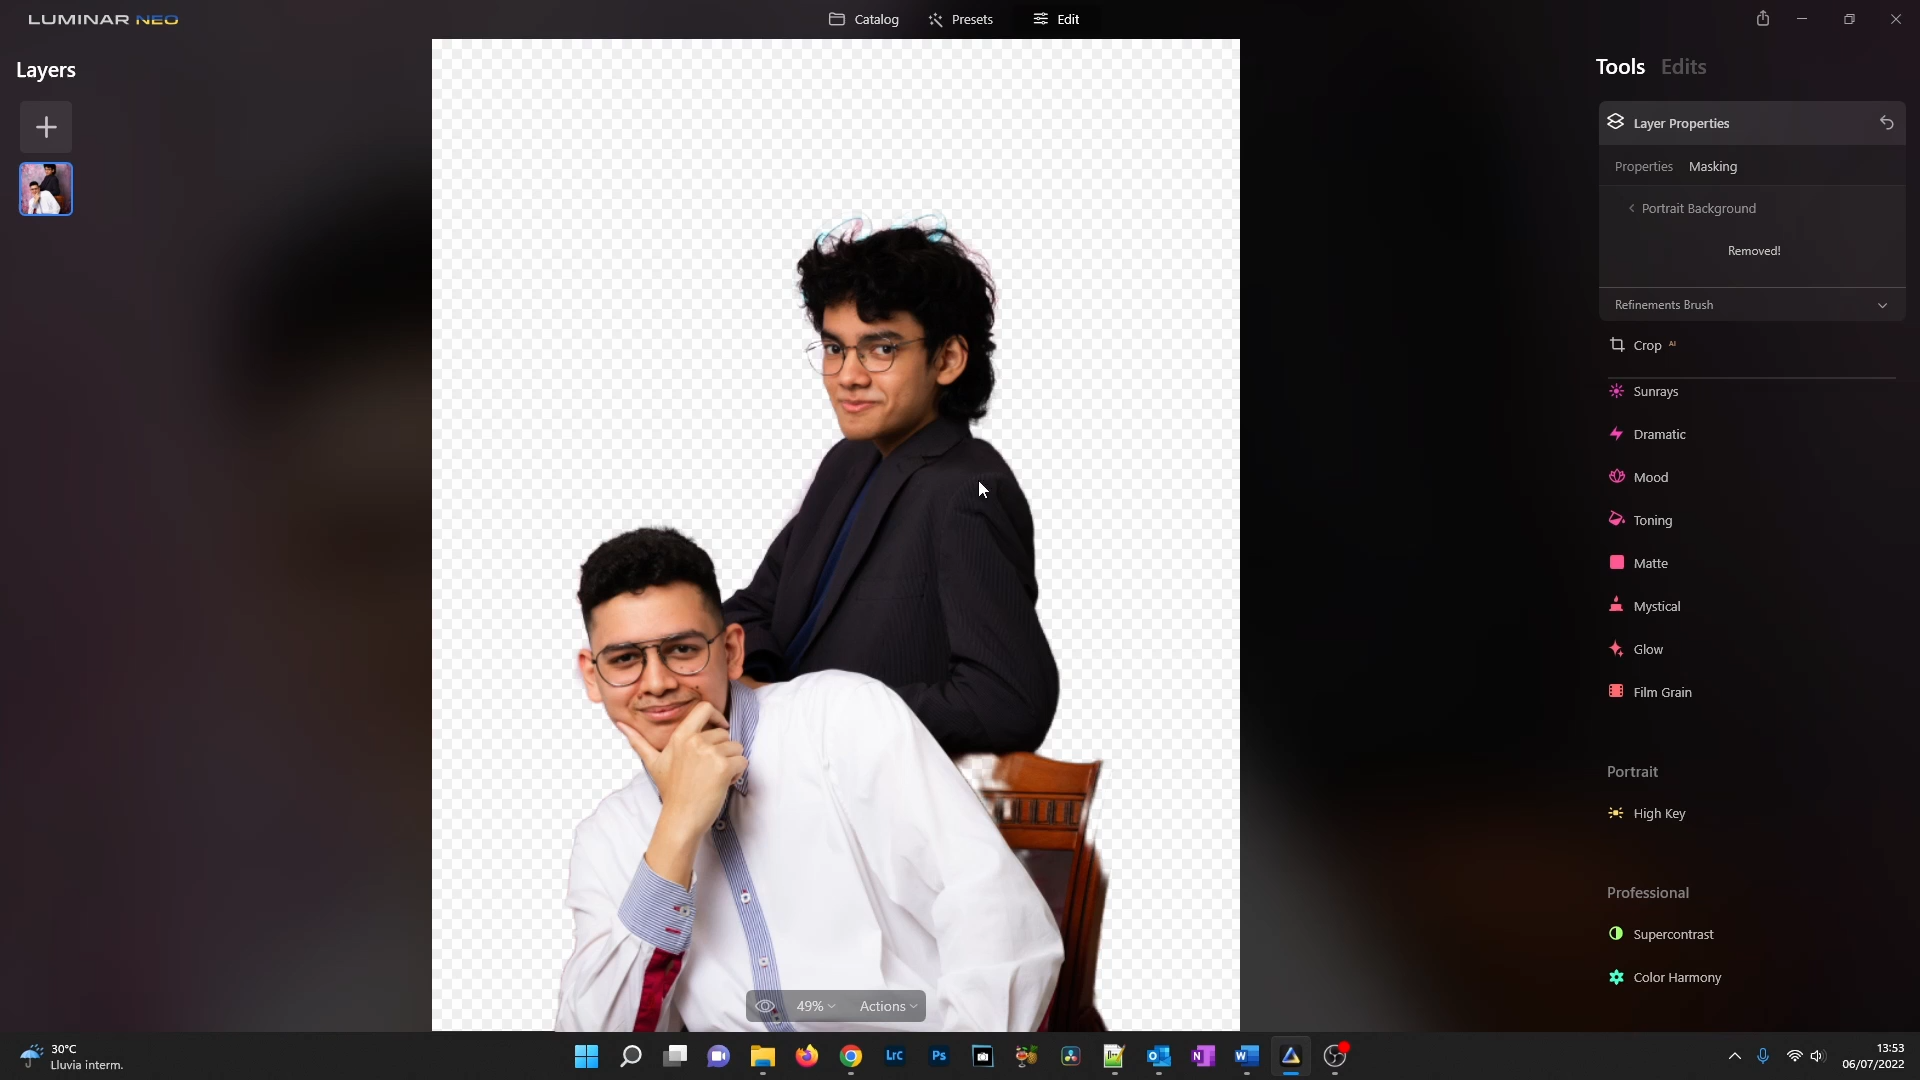 LUMINAR NEO
Catalog
Presets
Edit
Layers
Tools Edits
Layer Properties
Properties Masking
Portrait Background
Removed!
Refinements Brush
Crop AI
Sunrays
Dramatic
Mood
Toning
Matte
Mystical
Glow
Film Grain
Portrait
High Key
Professional
Supercontrast
Color Harmony
49%
Actions
30°C
Lluvia interm.
LrC
Ps
N
W
13:53
06/07/2022